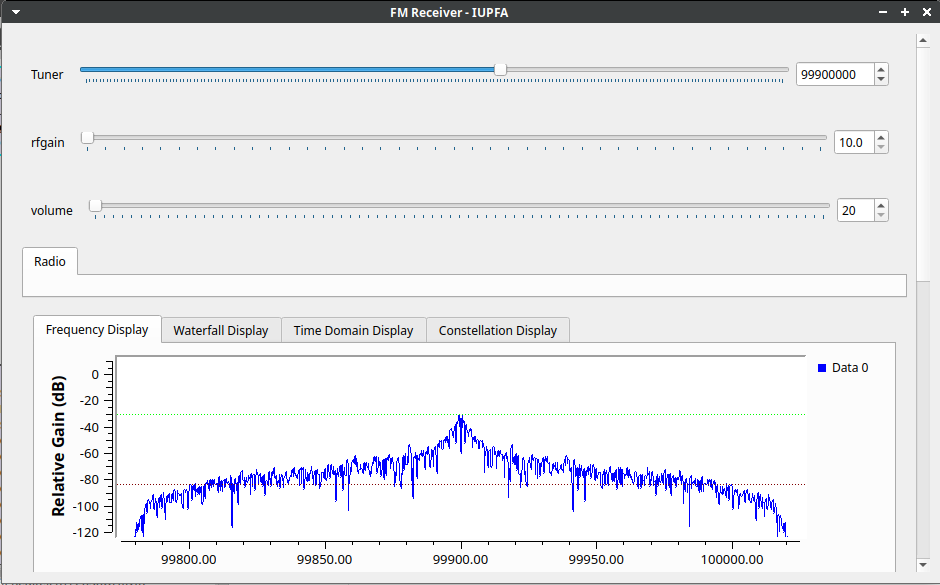 FM Receiver - IUPFA
Tuner 99900000
rfgain 10.0
volume 20
Radio
Frequency Display Waterfall Display Time Domain Display Constellation Display
Data 0
Relative Gain (dB)
0
-20
-40
-60
-80
-100
-120
99800.00 99850.00 99900.00 99950.00 100000.00